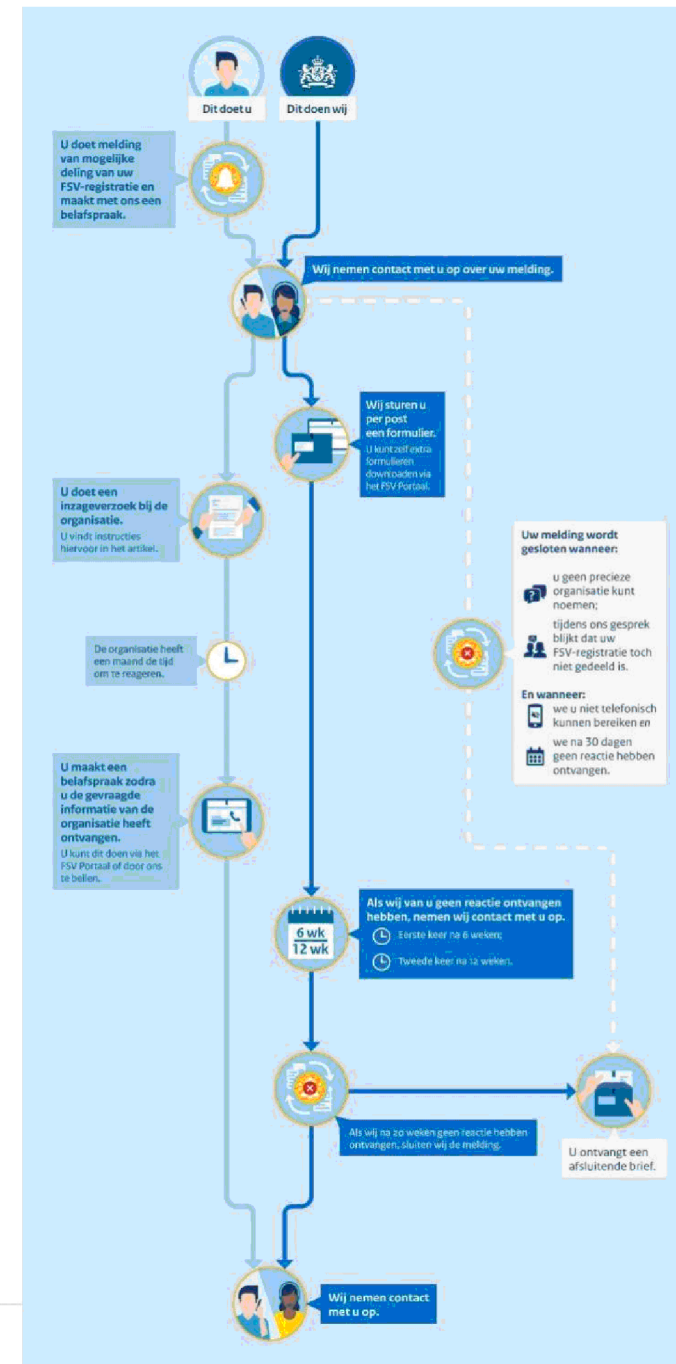 Dit doet u
Dit doen wij
U doet melding
van mogelijke
deling van uw
FSV-registratie en
maakt met ons een
belafspraak.
Wij nemen contact met u op over uw melding.
Wij sturen u
per post
een formulier.
U kunt zelf extra
formulieren
downloaden via
het FSV Portaal.
U doet een
inzageverzoek bij de
organisatie.
U vindt instructies
hiervoor in het artikel.
Uw melding wordt
gesloten wanneer:
u geen precieze
organisatie kunt
noemen;
tijdens ons gesprek
blijkt dat uw
FSV-registratie toch
niet gedeeld is.
En wanneer:
we u niet telefonisch
kunnen bereiken en
we na 30 dagen
geen reactie hebben
ontvangen.
De organisatie heeft
een maand de tijd
om te reageren.
U maakt een
belafspraak zodra
u de gevraagde
informatie van de
organisatie heeft
ontvangen.
U kunt dit doen via het
FSV Portaal of door ons
te bellen.
Als wij van u geen reactie ontvangen
hebben, nemen wij contact met u op.
Eerste keer na 6 weken;
Tweede keer na 12 weken.
6 wk
12 wk
Als wij na 20 weken geen reactie hebben
ontvangen, sluiten wij de melding.
U ontvangt een
afsluitende brief.
Wij nemen contact
met u op.